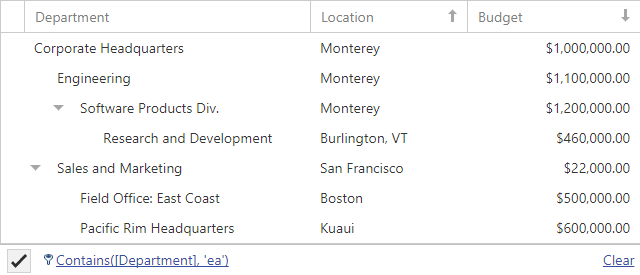 Department Location Budget
Corporate Headquarters Monterey $1,000,000.00
Engineering Monterey $1,100,000.00
Software Products Div. Monterey $1,200,000.00
Research and Development Burlington, VT $460,000.00
Sales and Marketing San Francisco $22,000.00
Field Office: East Coast Boston $500,000.00
Pacific Rim Headquarters Kuaui $600,000.00
Contains([Department], 'ea') Clear